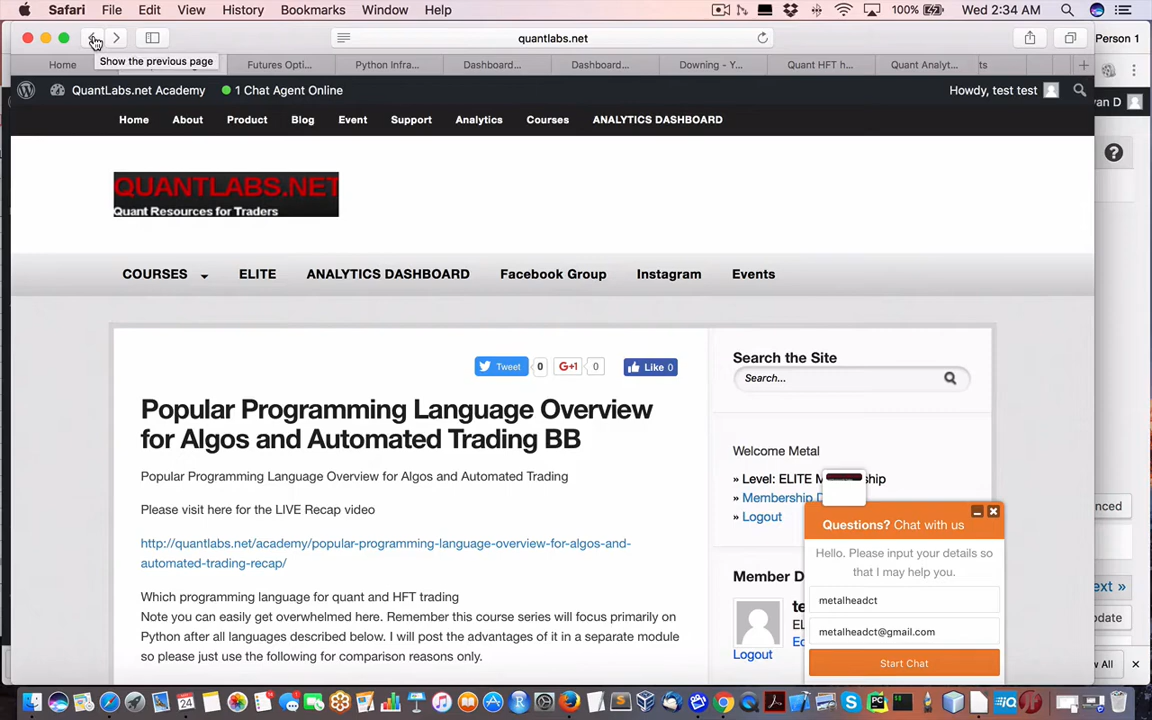 Safari File Edit View History Bookmarks Window Help 100% Wed 2:34 AM
quantlabs.net Person 1
Show the previous page
Home Futures Opti... Python Infra... Dashboard... Dashboard... Downing - Y... Quant HFT h... Quant Analyt... ts
QuantLabs.net Academy 1 Chat Agent Online Howdy, test test van D
Home About Product Blog Event Support Analytics Courses ANALYTICS DASHBOARD
QUANTLABS.NET
Quant Resources for Traders
COURSES ELITE ANALYTICS DASHBOARD Facebook Group Instagram Events
Tweet 0 G+1 0 Like 0
Popular Programming Language Overview
for Algos and Automated Trading BB
Popular Programming Language Overview for Algos and Automated Trading
Please visit here for the LIVE Recap video
http://quantlabs.net/academy/popular-programming-language-overview-for-algos-and-
automated-trading-recap/
Which programming language for quant and HFT trading
Note you can easily get overwhelmed here. Remember this course series will focus primarily on
Python after all languages described below. I will post the advantages of it in a separate module
so please just use the following for comparison reasons only.
Search the Site
Search...
Welcome Metal
» Level: ELITE M ship
» Membership D
» Logout
Member D
te
EL
Ed
Logout
Questions? Chat with us
Hello. Please input your details so
that I may help you.
metalheadct
metalheadct@gmail.com
Start Chat
nced
ext »
pdate
w All
24